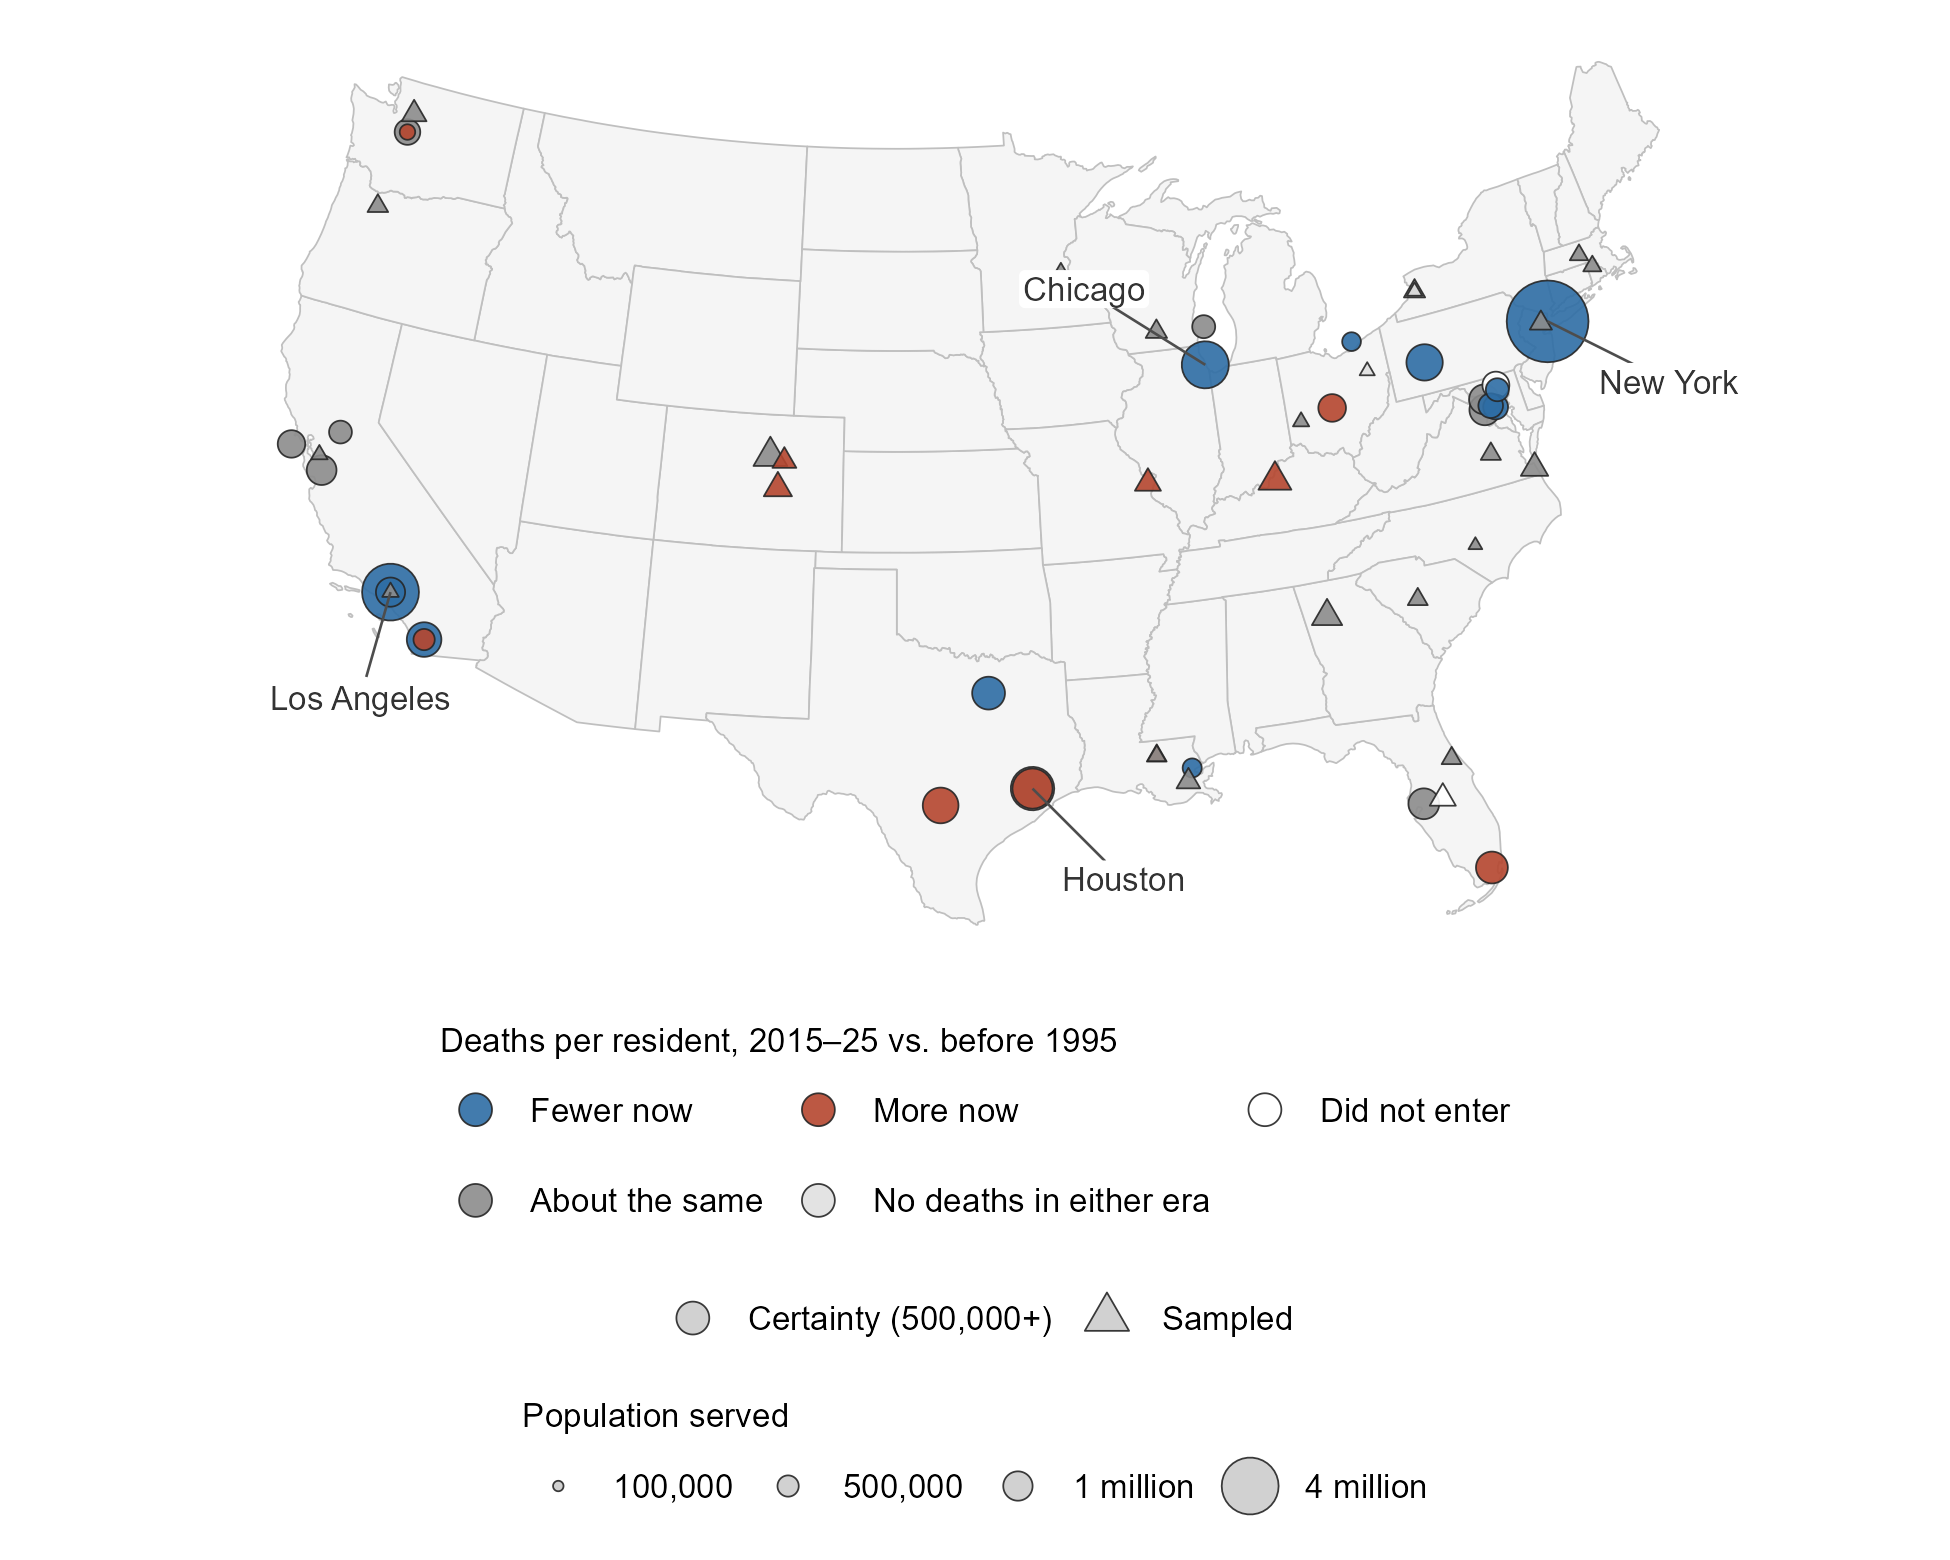 Chicago
New York
Los Angeles
Houston
Deaths per resident, 2015–25 vs. before 1995
Fewer now
More now
Did not enter
About the same
No deaths in either era
Certainty (500,000+)
Sampled
Population served
100,000
500,000
1 million
4 million